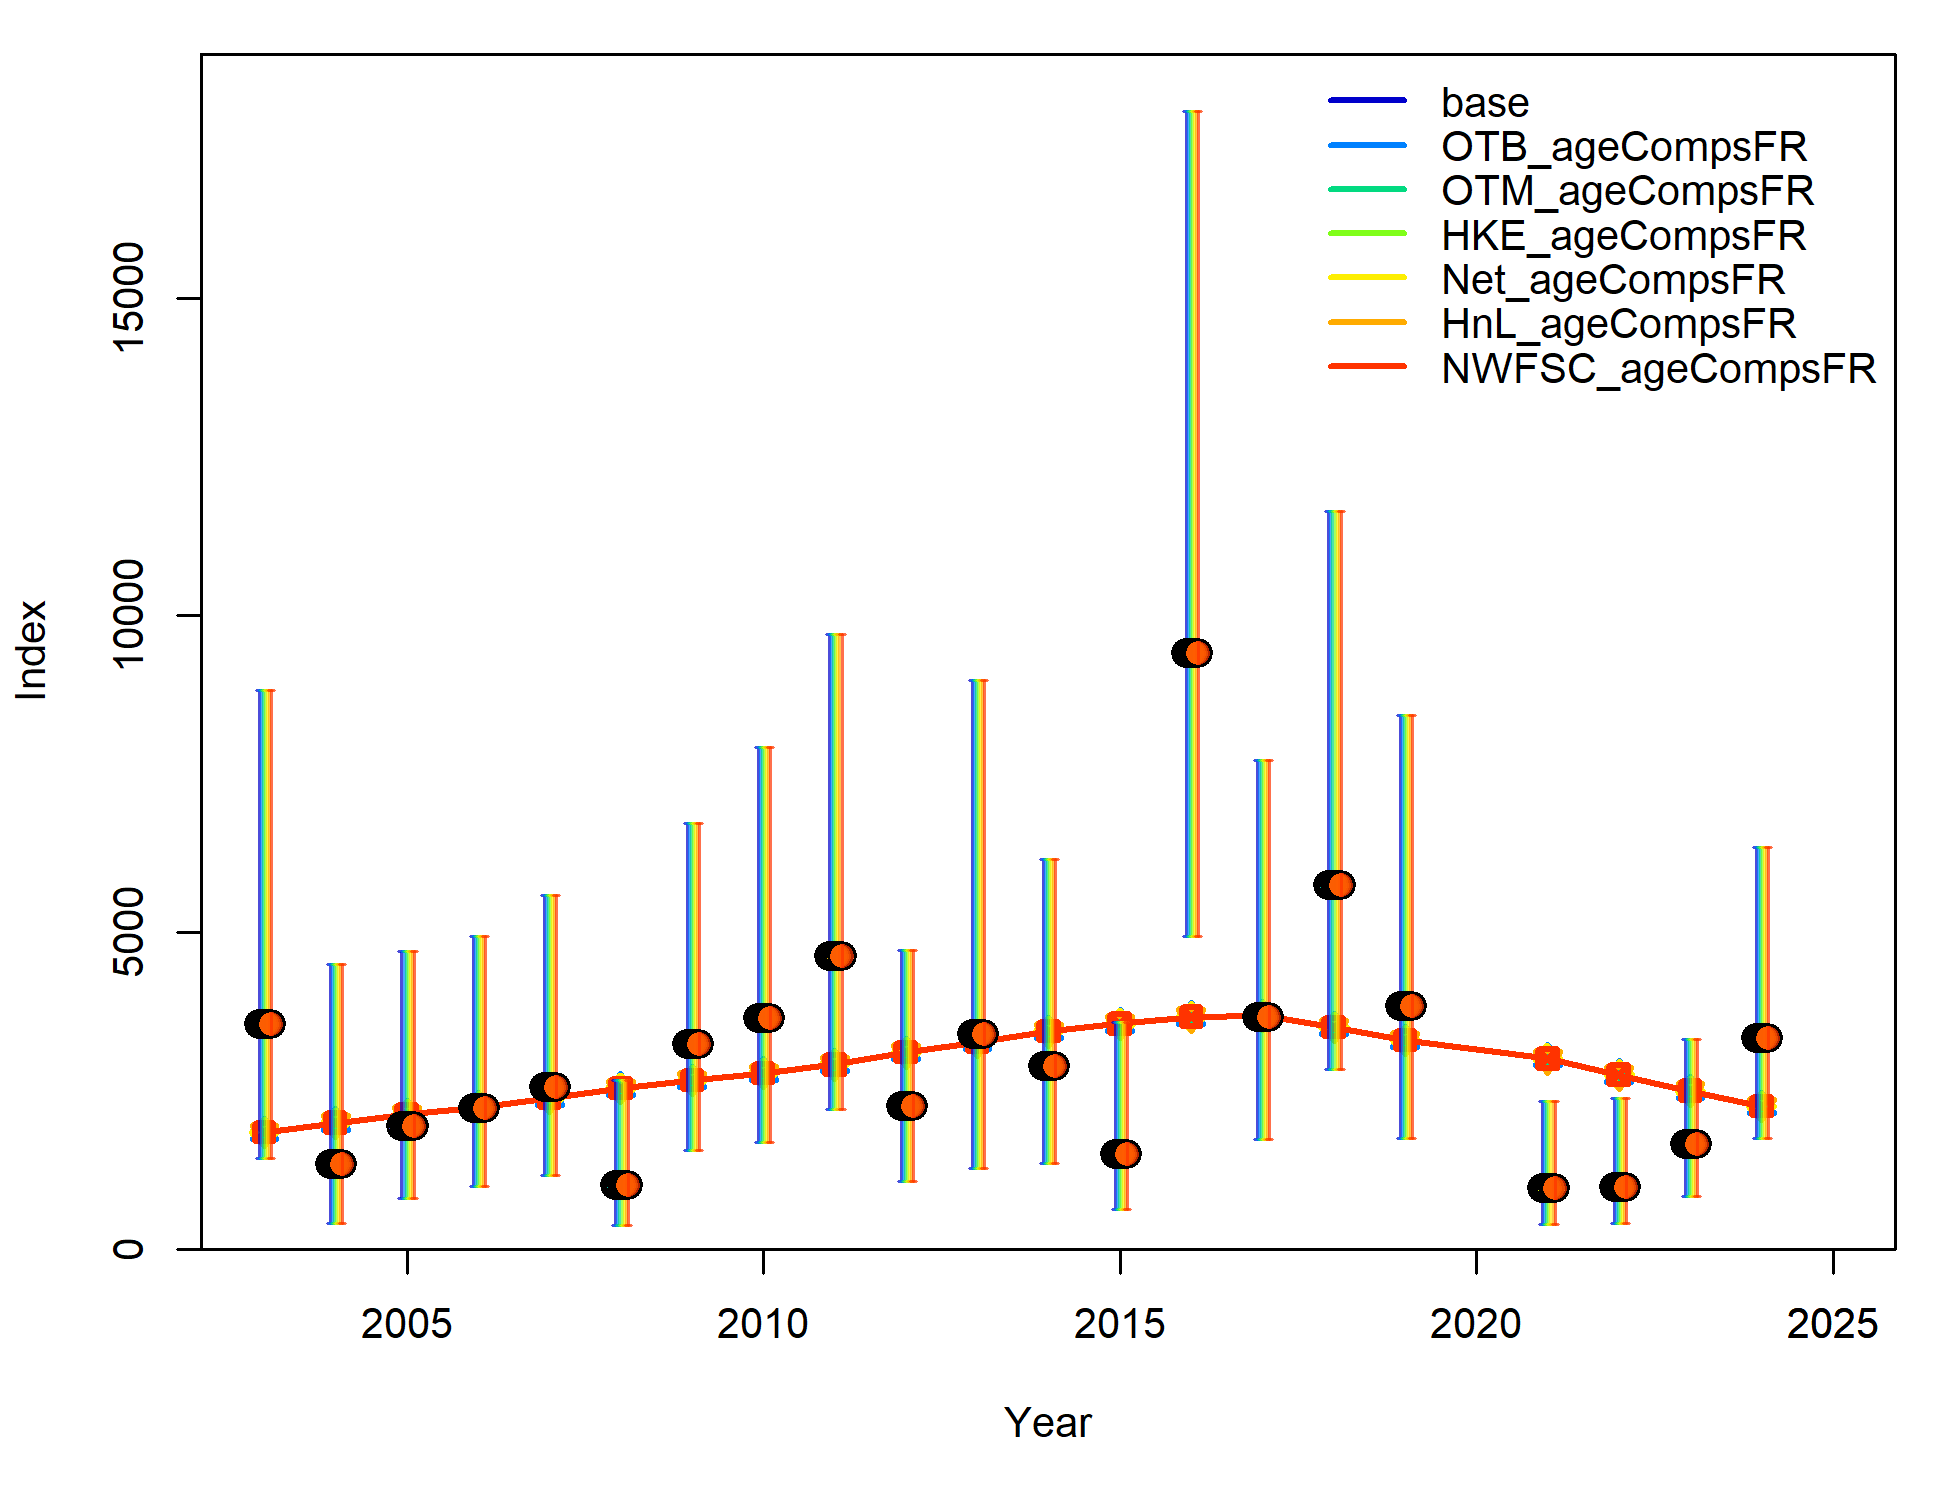 base
OTB_ageCompsFR
OTM_ageCompsFR
HKE_ageCompsFR
Net_ageCompsFR
HnL_ageCompsFR
NWFSC_ageCompsFR
15000
10000
5000
0
Index
2005 2010 2015 2020 2025
Year